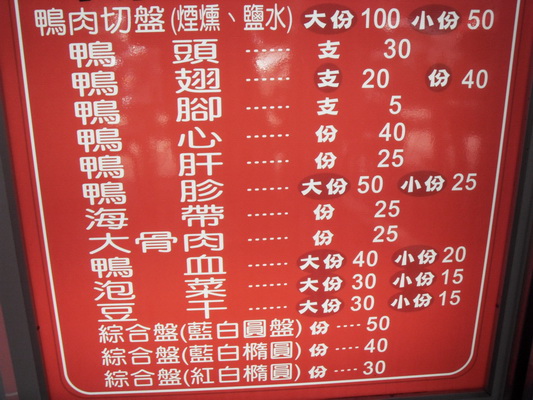 鴨肉切盤(煙燻、鹽水) 大份 100 小份 50
鴨頭 ------ 支 30
鴨翅 ------ 支 20 份 40
鴨腳 ------ 支 5
鴨心 ------ 份 40
鴨肝 ------ 份 25
鴨胗 ------ 大份 50 小份 25
海帶 ------ 份 25
大骨肉 ------ 份 25
鴨血 ------ 大份 40 小份 20
泡菜 ------ 大份 30 小份 15
豆干 ------ 大份 30 小份 15
綜合盤(藍白圓盤) 份 ---- 50
綜合盤(藍白橢圓) 份 ---- 40
綜合盤(紅白橢圓) 份 ---- 30